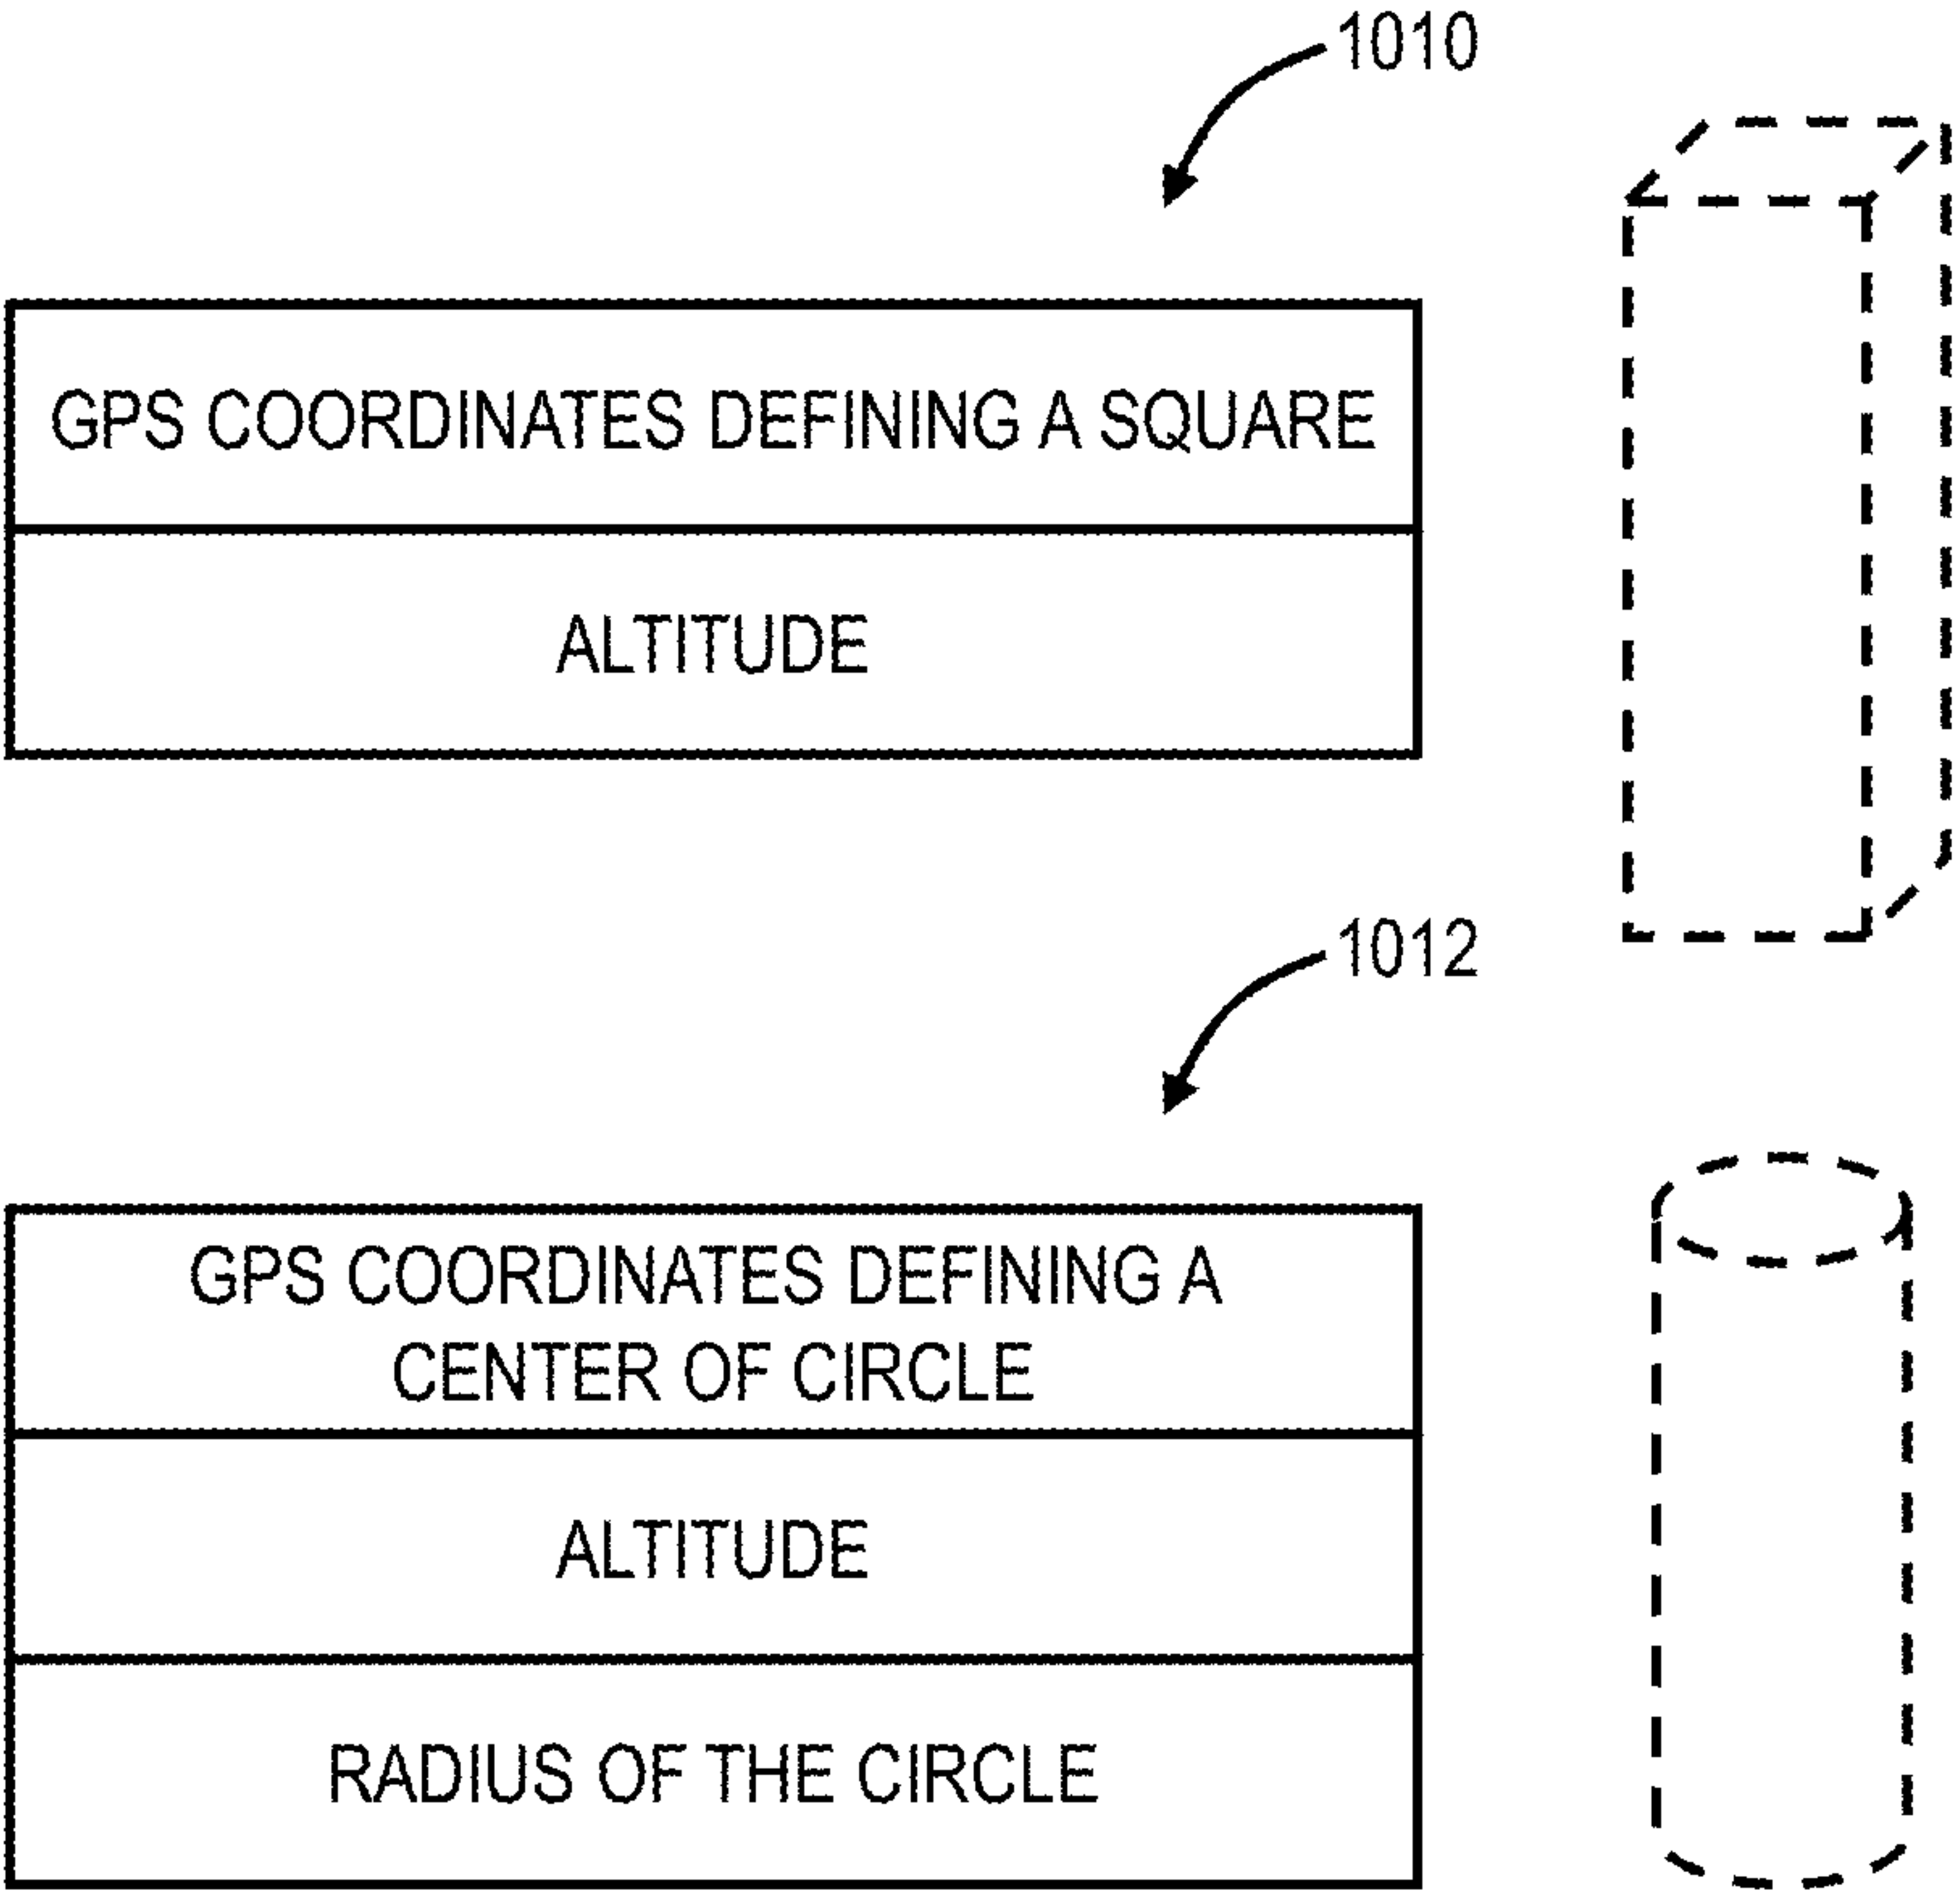 1010
GPS COORDINATES DEFINING A SQUARE
ALTITUDE
1012
GPS COORDINATES DEFINING A
CENTER OF CIRCLE
ALTITUDE
RADIUS OF THE CIRCLE